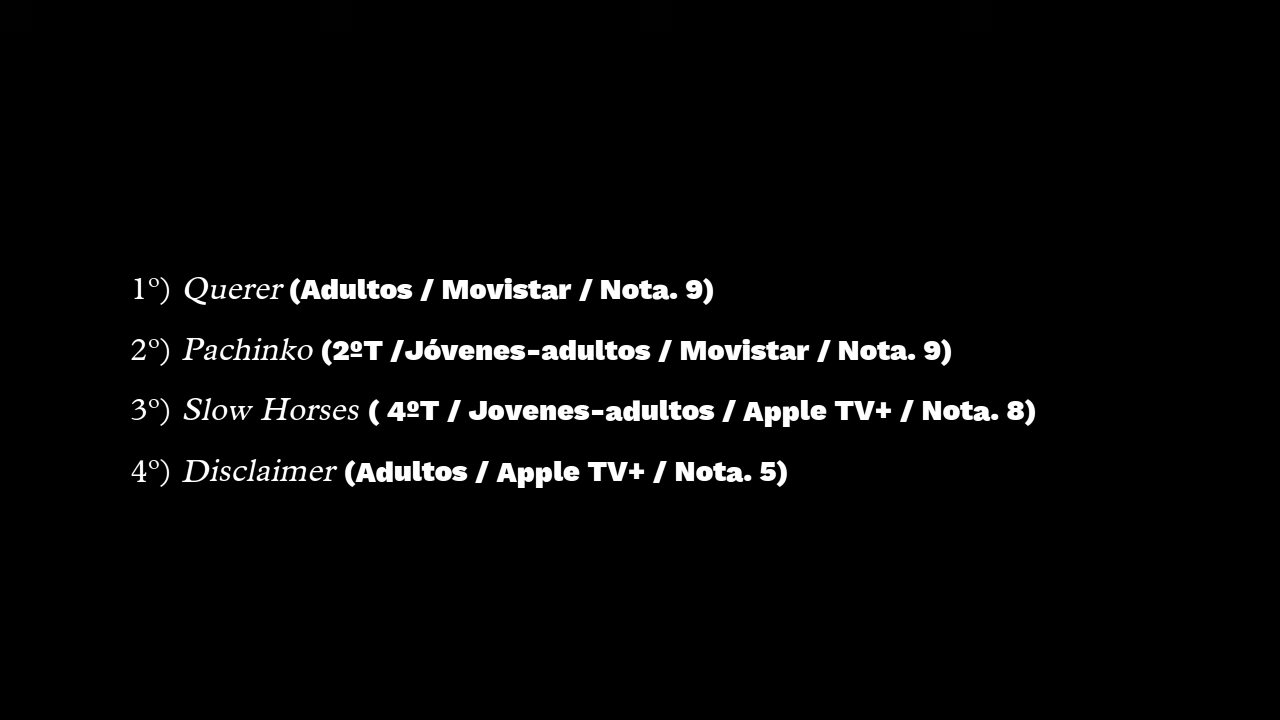 1º) Querer (Adultos / Movistar / Nota. 9)
2º) Pachinko (2ºT /Jóvenes-adultos / Movistar / Nota. 9)
3º) Slow Horses ( 4ºT / Jovenes-adultos / Apple TV+ / Nota. 8)
4º) Disclaimer (Adultos / Apple TV+ / Nota. 5)